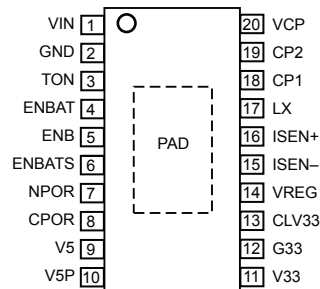 VIN 1 20 VCP
GND 2 19 CP2
TON 3 18 CP1
ENBAT 4 17 LX
ENB 5 16 ISEN+
ENBATS 6 15 ISEN–
NPOR 7 14 VREG
CPOR 8 13 CLV33
V5 9 12 G33
V5P 10 11 V33
PAD